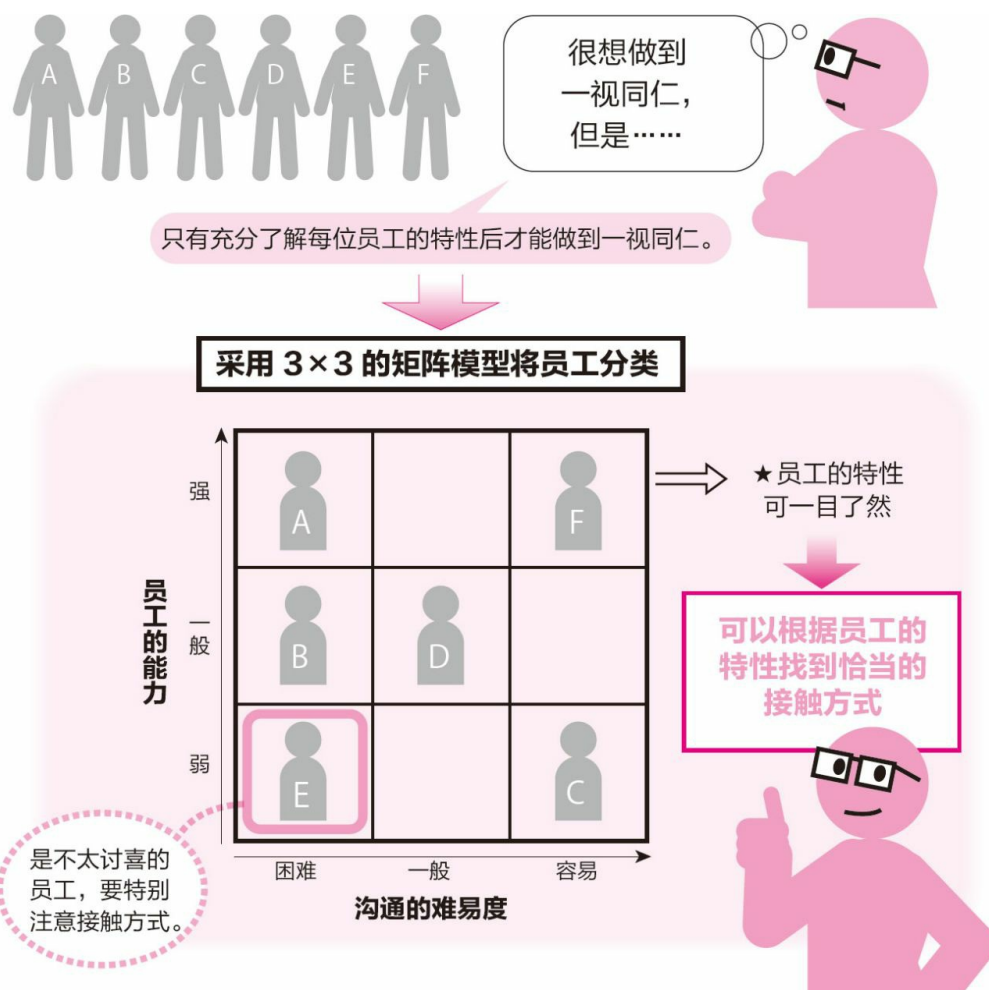 A B C D E F
很想做到
一视同仁，
但是……
只有充分了解每位员工的特性后才能做到一视同仁。
采用 3×3 的矩阵模型将员工分类
员工的能力
强
一般
弱
A
F
B
D
E
C
困难
一般
容易
沟通的难易度
★员工的特性
可一目了然
可以根据员工的
特性找到恰当的
接触方式
是不太讨喜的
员工，要特别
注意接触方式。